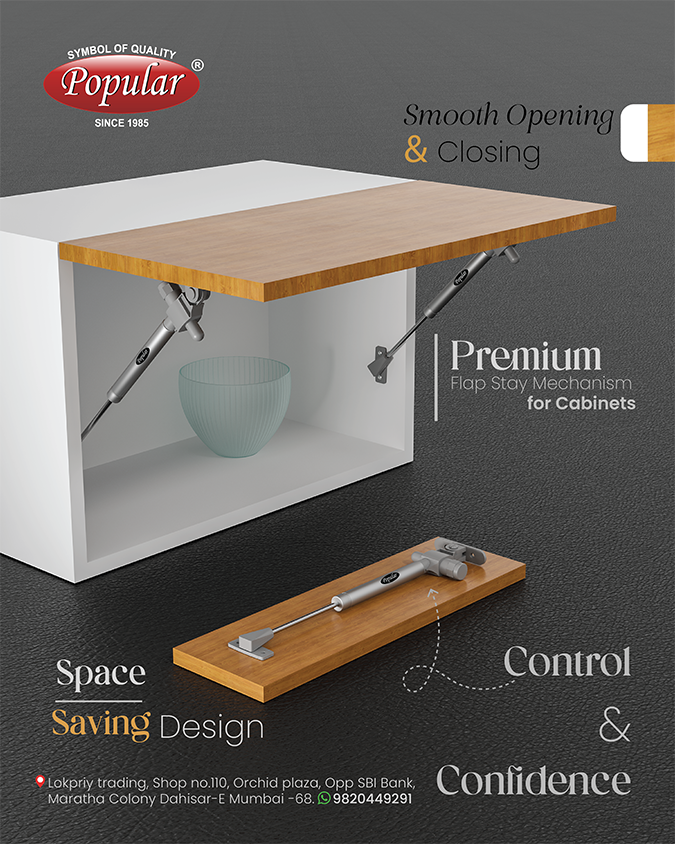 SYMBOL OF QUALITY
Popular®
SINCE 1985
Smooth Opening
& Closing
Popular
Popular
Premium
Flap Stay Mechanism
for Cabinets
Popular
Space
Saving Design
Control
&
Confidence
Lokpriy trading, Shop no.110, Orchid plaza, Opp SBI Bank,
Maratha Colony Dahisar-E Mumbai -68. 9820449291